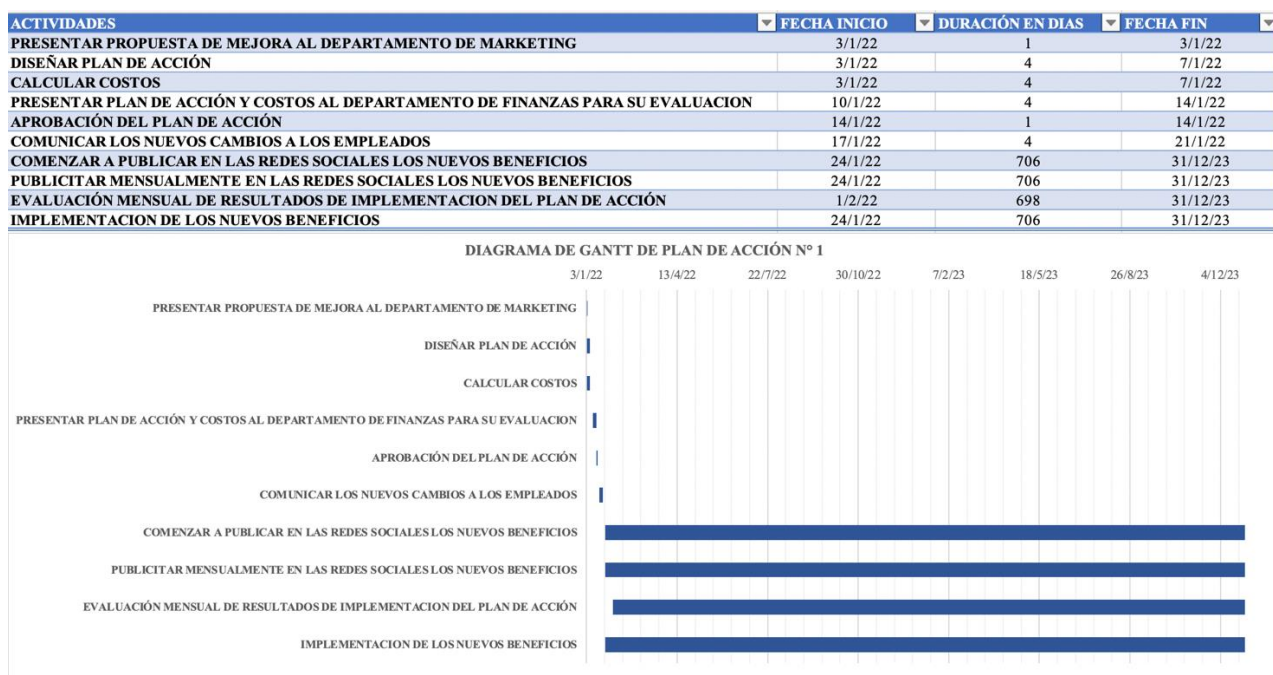 ACTIVIDADES FECHA INICIO DURACIÓN EN DIAS FECHA FIN
PRESENTAR PROPUESTA DE MEJORA AL DEPARTAMENTO DE MARKETING 3/1/22 1 3/1/22
DISEÑAR PLAN DE ACCIÓN 3/1/22 4 7/1/22
CALCULAR COSTOS 3/1/22 4 7/1/22
PRESENTAR PLAN DE ACCIÓN Y COSTOS AL DEPARTAMENTO DE FINANZAS PARA SU EVALUACION 10/1/22 4 14/1/22
APROBACIÓN DEL PLAN DE ACCIÓN 14/1/22 1 14/1/22
COMUNICAR LOS NUEVOS CAMBIOS A LOS EMPLEADOS 17/1/22 4 21/1/22
COMENZAR A PUBLICAR EN LAS REDES SOCIALES LOS NUEVOS BENEFICIOS 24/1/22 706 31/12/23
PUBLICITAR MENSUALMENTE EN LAS REDES SOCIALES LOS NUEVOS BENEFICIOS 24/1/22 706 31/12/23
EVALUACIÓN MENSUAL DE RESULTADOS DE IMPLEMENTACION DEL PLAN DE ACCIÓN 1/2/22 698 31/12/23
IMPLEMENTACION DE LOS NUEVOS BENEFICIOS 24/1/22 706 31/12/23
DIAGRAMA DE GANTT DE PLAN DE ACCIÓN N° 1
3/1/22 13/4/22 22/7/22 30/10/22 7/2/23 18/5/23 26/8/23 4/12/23
PRESENTAR PROPUESTA DE MEJORA AL DEPARTAMENTO DE MARKETING
DISEÑAR PLAN DE ACCIÓN
CALCULAR COSTOS
PRESENTAR PLAN DE ACCIÓN Y COSTOS AL DEPARTAMENTO DE FINANZAS PARA SU EVALUACION
APROBACIÓN DEL PLAN DE ACCIÓN
COMUNICAR LOS NUEVOS CAMBIOS A LOS EMPLEADOS
COMENZAR A PUBLICAR EN LAS REDES SOCIALES LOS NUEVOS BENEFICIOS
PUBLICITAR MENSUALMENTE EN LAS REDES SOCIALES LOS NUEVOS BENEFICIOS
EVALUACIÓN MENSUAL DE RESULTADOS DE IMPLEMENTACION DEL PLAN DE ACCIÓN
IMPLEMENTACION DE LOS NUEVOS BENEFICIOS